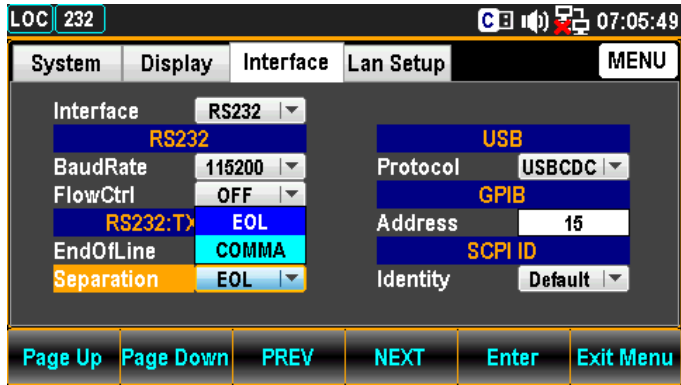 LOC 232 C 07:05:49
System Display Interface Lan Setup MENU
Interface RS232
RS232 USB
BaudRate 115200 Protocol USBCDC
FlowCtrl OFF GPIB
RS232:TX EOL Address 15
EndOfLine COMMA SCPI ID
Separation EOL Identity Default
Page Up Page Down PREV NEXT Enter Exit Menu